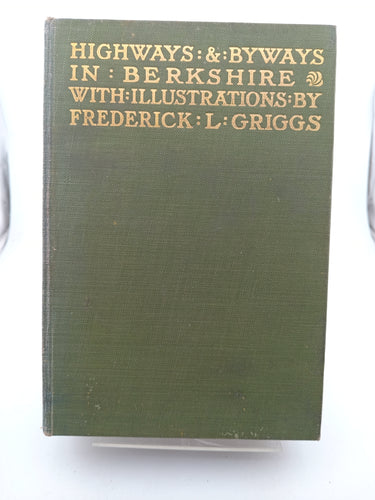 HIGHWAYS : & : BYWAYS
IN : BERKSHIRE
WITH : ILLUSTRATIONS : BY
FREDERICK : L : GRIGGS